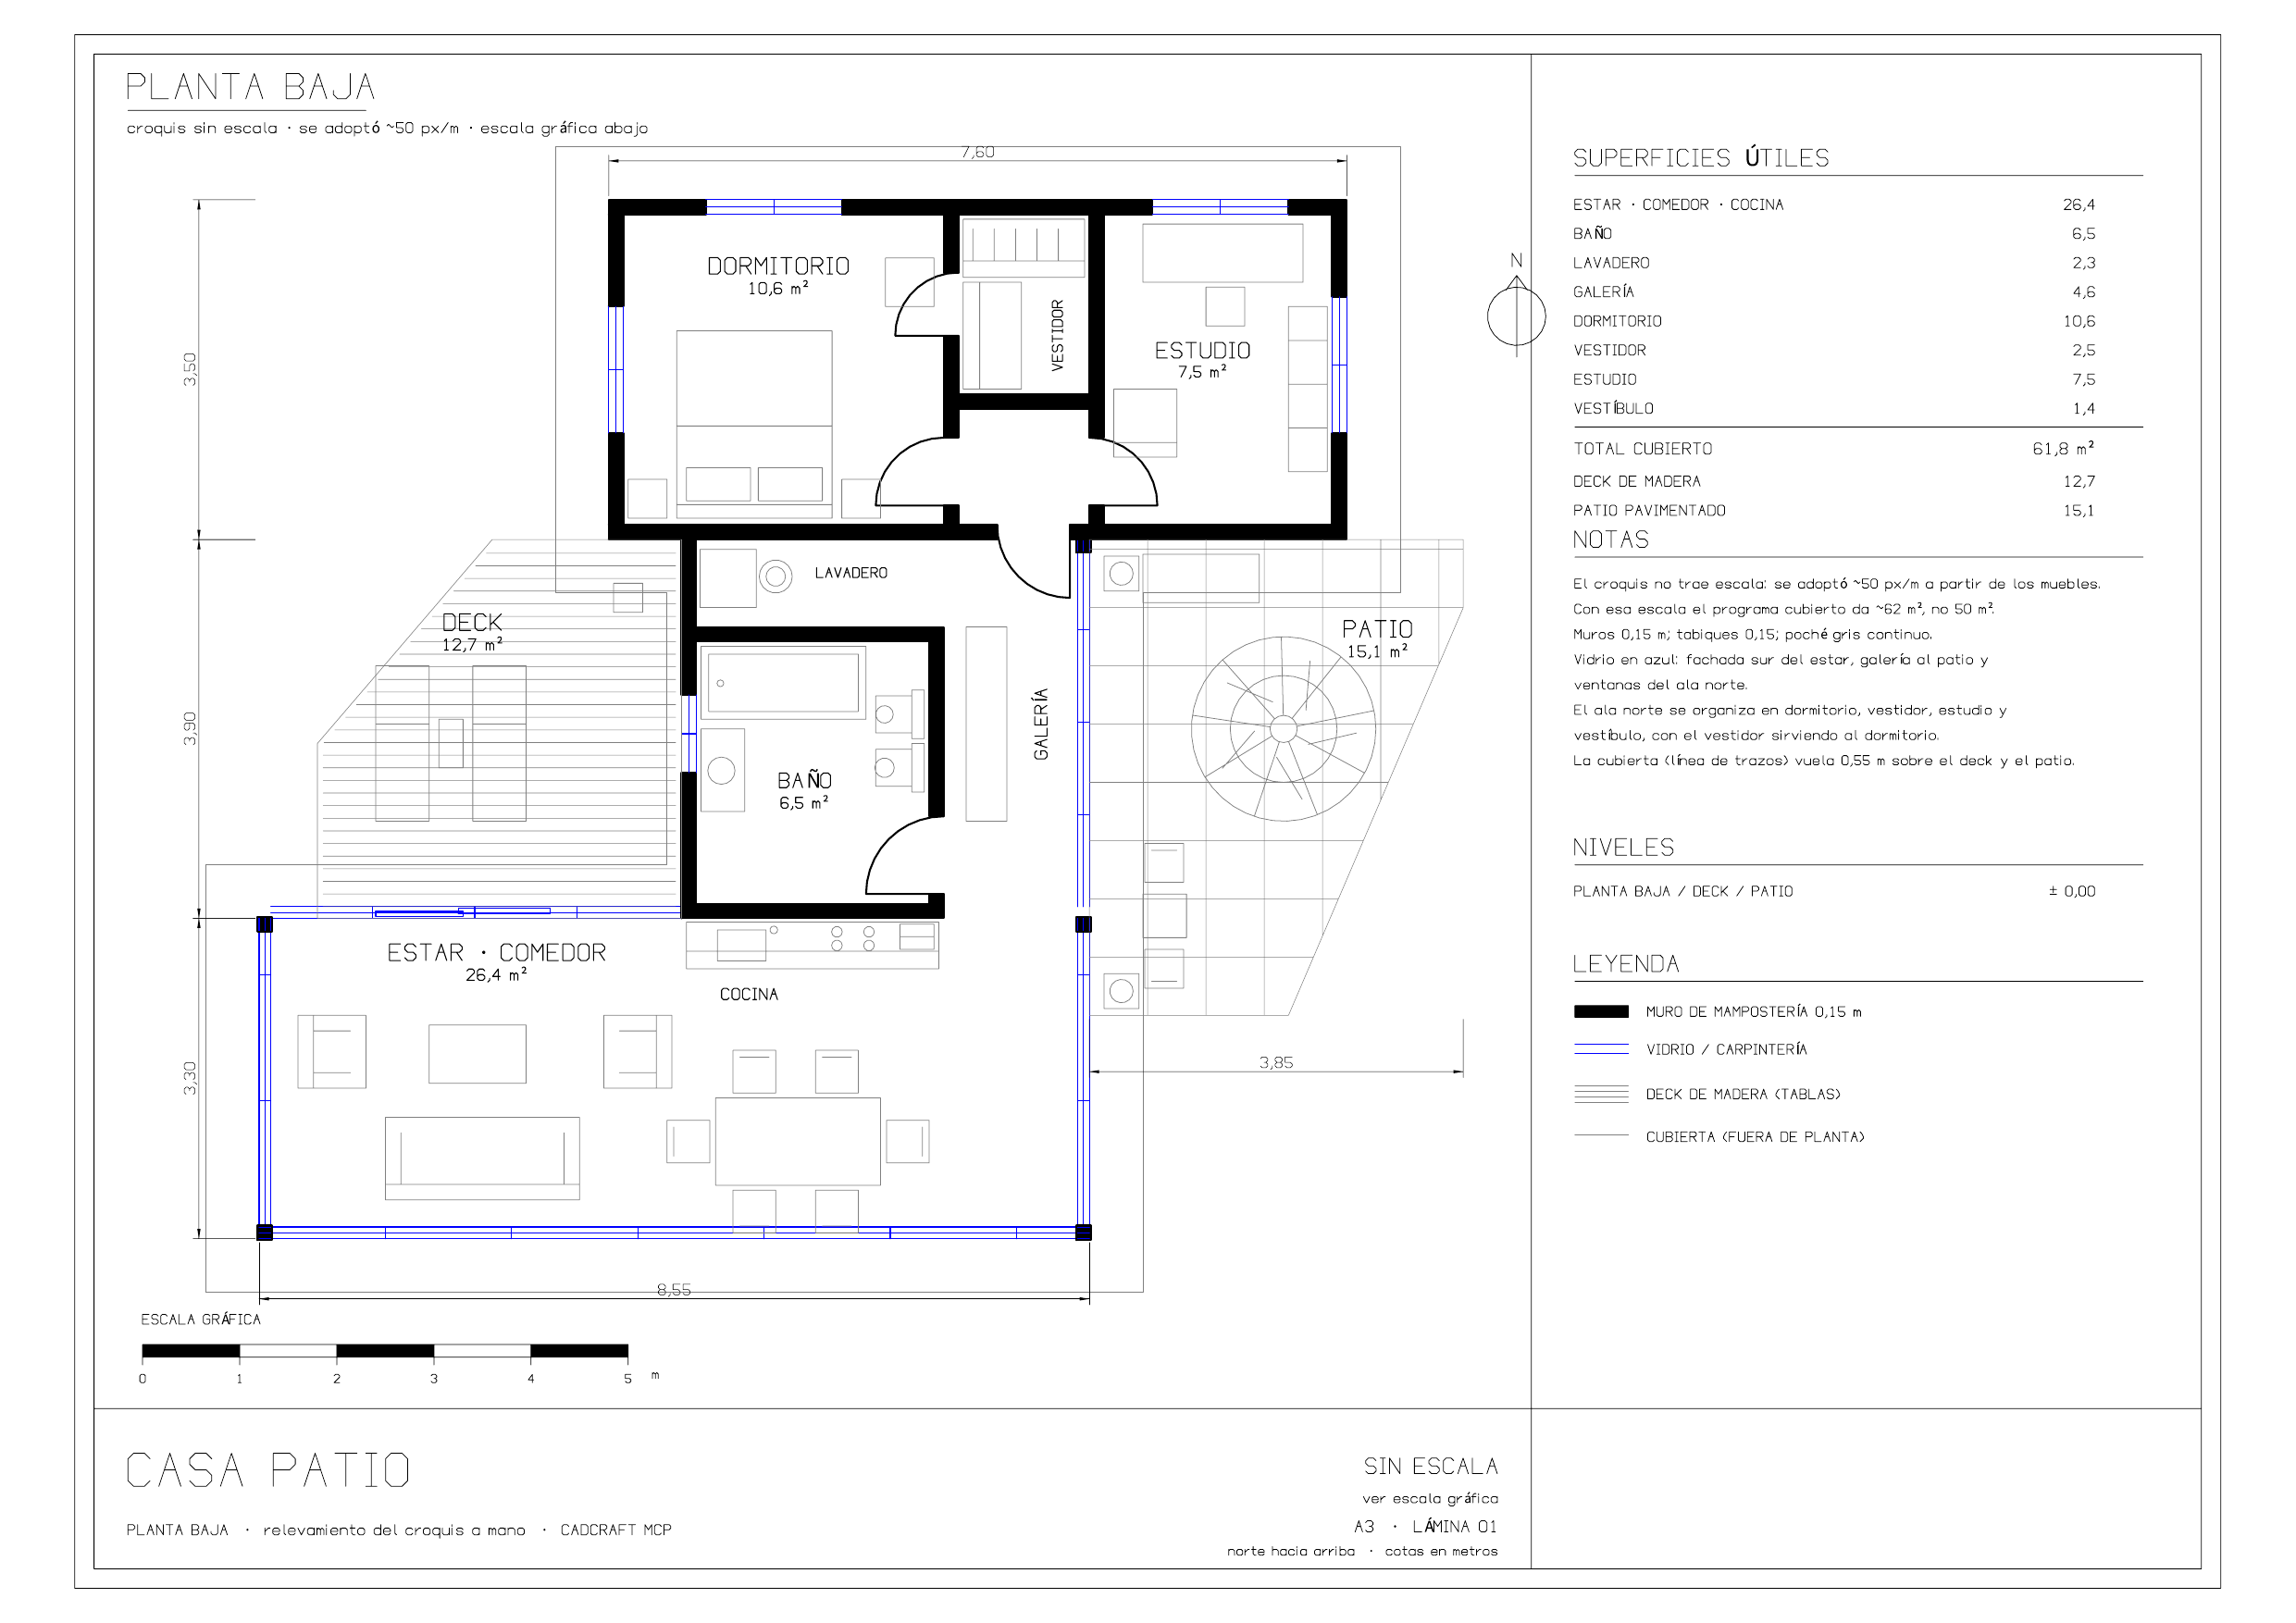 PLANTA BAJA
croquis sin escala · se adoptó ~50 px/m · escala gráfica abajo
7,60
3,50
3,90
3,30
DORMITORIO
10,6 m²
VESTIDOR
ESTUDIO
7,5 m²
N
LAVADERO
DECK
12,7 m²
PATIO
15,1 m²
GALERÍA
BAÑO
6,5 m²
ESTAR · COMEDOR
26,4 m²
COCINA
3,85
8,55
ESCALA GRÁFICA
0 1 2 3 4 5 m
SUPERFICIES ÚTILES
ESTAR · COMEDOR · COCINA 26,4
BAÑO 6,5
LAVADERO 2,3
GALERÍA 4,6
DORMITORIO 10,6
VESTIDOR 2,5
ESTUDIO 7,5
VESTÍBULO 1,4
TOTAL CUBIERTO 61,8 m²
DECK DE MADERA 12,7
PATIO PAVIMENTADO 15,1
NOTAS
El croquis no trae escala: se adoptó ~50 px/m a partir de los muebles.
Con esa escala el programa cubierto da ~62 m², no 50 m².
Muros 0,15 m; tabiques 0,15; poché gris continuo.
Vidrio en azul: fachada sur del estar, galería al patio y
ventanas del ala norte.
El ala norte se organiza en dormitorio, vestidor, estudio y
vestíbulo, con el vestidor sirviendo al dormitorio.
La cubierta (línea de trazos) vuela 0,55 m sobre el deck y el patio.
NIVELES
PLANTA BAJA / DECK / PATIO ± 0,00
LEYENDA
MURO DE MAMPOSTERÍA 0,15 m
VIDRIO / CARPINTERÍA
DECK DE MADERA (TABLAS)
CUBIERTA (FUERA DE PLANTA)
CASA PATIO
PLANTA BAJA · relevamiento del croquis a mano · CADCRAFT MCP
SIN ESCALA
ver escala gráfica
A3 · LÁMINA 01
norte hacia arriba · cotas en metros